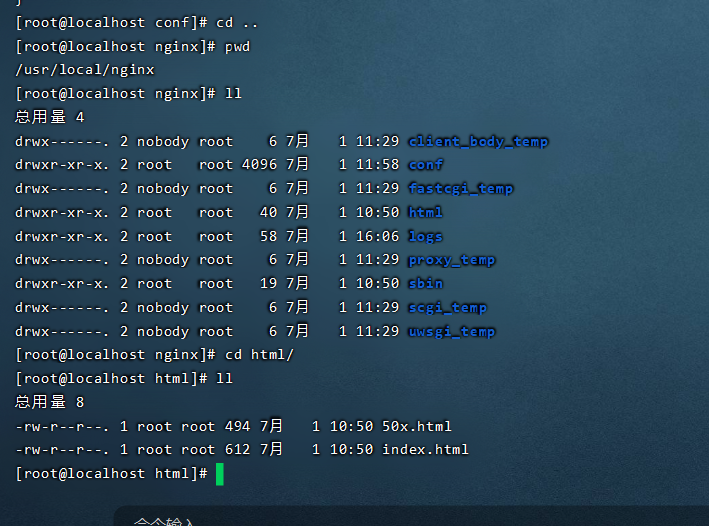 [root@localhost conf]# cd ..
[root@localhost nginx]# pwd
/usr/local/nginx
[root@localhost nginx]# ll
总用量 4
drwx------. 2 nobody root    6 7月   1 11:29 client_body_temp
drwxr-xr-x. 2 root   root 4096 7月   1 11:58 conf
drwx------. 2 nobody root    6 7月   1 11:29 fastcgi_temp
drwxr-xr-x. 2 root   root   40 7月   1 10:50 html
drwxr-xr-x. 2 root   root   58 7月   1 16:06 logs
drwx------. 2 nobody root    6 7月   1 11:29 proxy_temp
drwxr-xr-x. 2 root   root   19 7月   1 10:50 sbin
drwx------. 2 nobody root    6 7月   1 11:29 scgi_temp
drwx------. 2 nobody root    6 7月   1 11:29 uwsgi_temp
[root@localhost nginx]# cd html/
[root@localhost html]# ll
总用量 8
-rw-r--r--. 1 root root 494 7月   1 10:50 50x.html
-rw-r--r--. 1 root root 612 7月   1 10:50 index.html
[root@localhost html]#